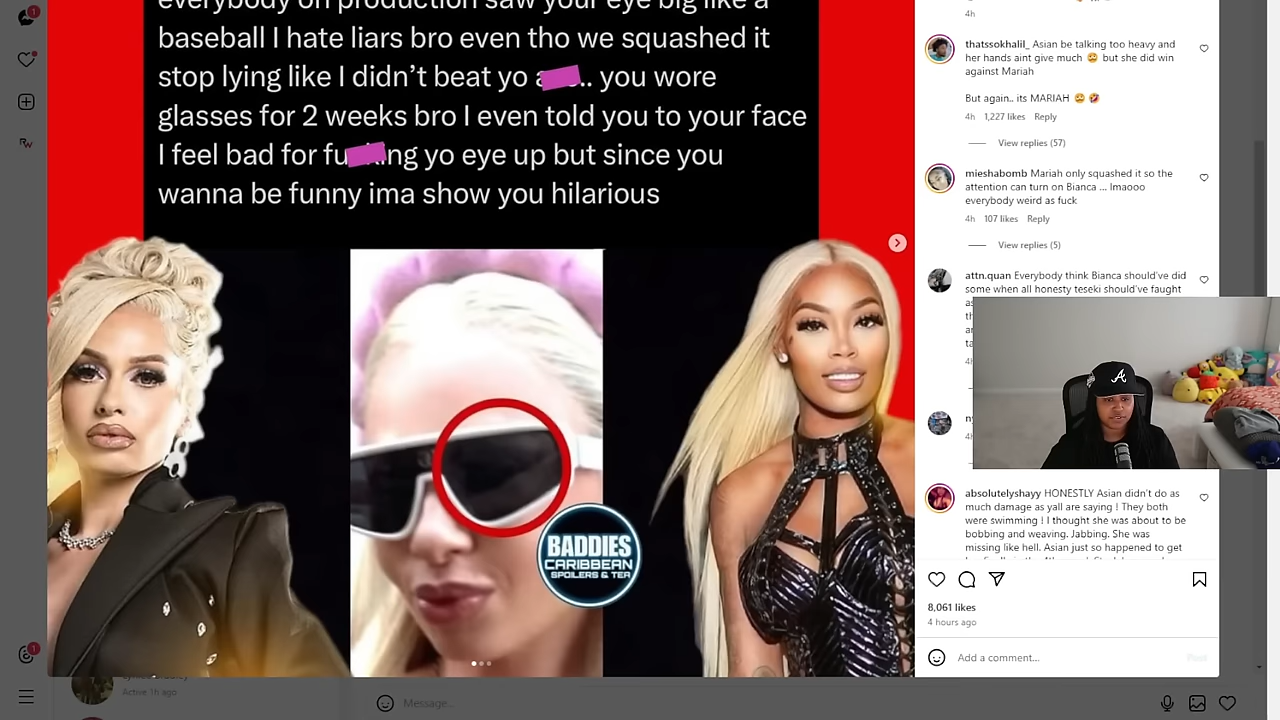 everybody on production saw your eye big like a
baseball I hate liars bro even tho we squashed it
stop lying like I didn't beat yo a... you wore
glasses for 2 weeks bro I even told you to your face
I feel bad for fu ng yo eye up but since you
wanna be funny ima show you hilarious
BADDIES
CARIBBEAN
SPOILERS & TEA
4h
thatssokhalil_ Asian be talking too heavy and
her hands aint give much 😩 but she did win
against Mariah
But again.. its MARIAH 😩 🤣
4h 1,227 likes Reply
View replies (57)
mieshabomb Mariah only squashed it so the
attention can turn on Bianca ... lmaooo
everybody weird as fuck
4h 107 likes Reply
View replies (5)
attn.quan Everybody think Bianca should've did
some when all honesty teseki should've faught
absolutelyshayy HONESTLY Asian didn't do as
much damage as yall are saying ! They both
were swimming ! I thought she was about to be
bobbing and weaving. Jabbing. She was
missing like hell. Asian just so happened to get
8,061 likes
4 hours ago
Add a comment...
Post
Active 1h ago
Message...
RW
1
1
A